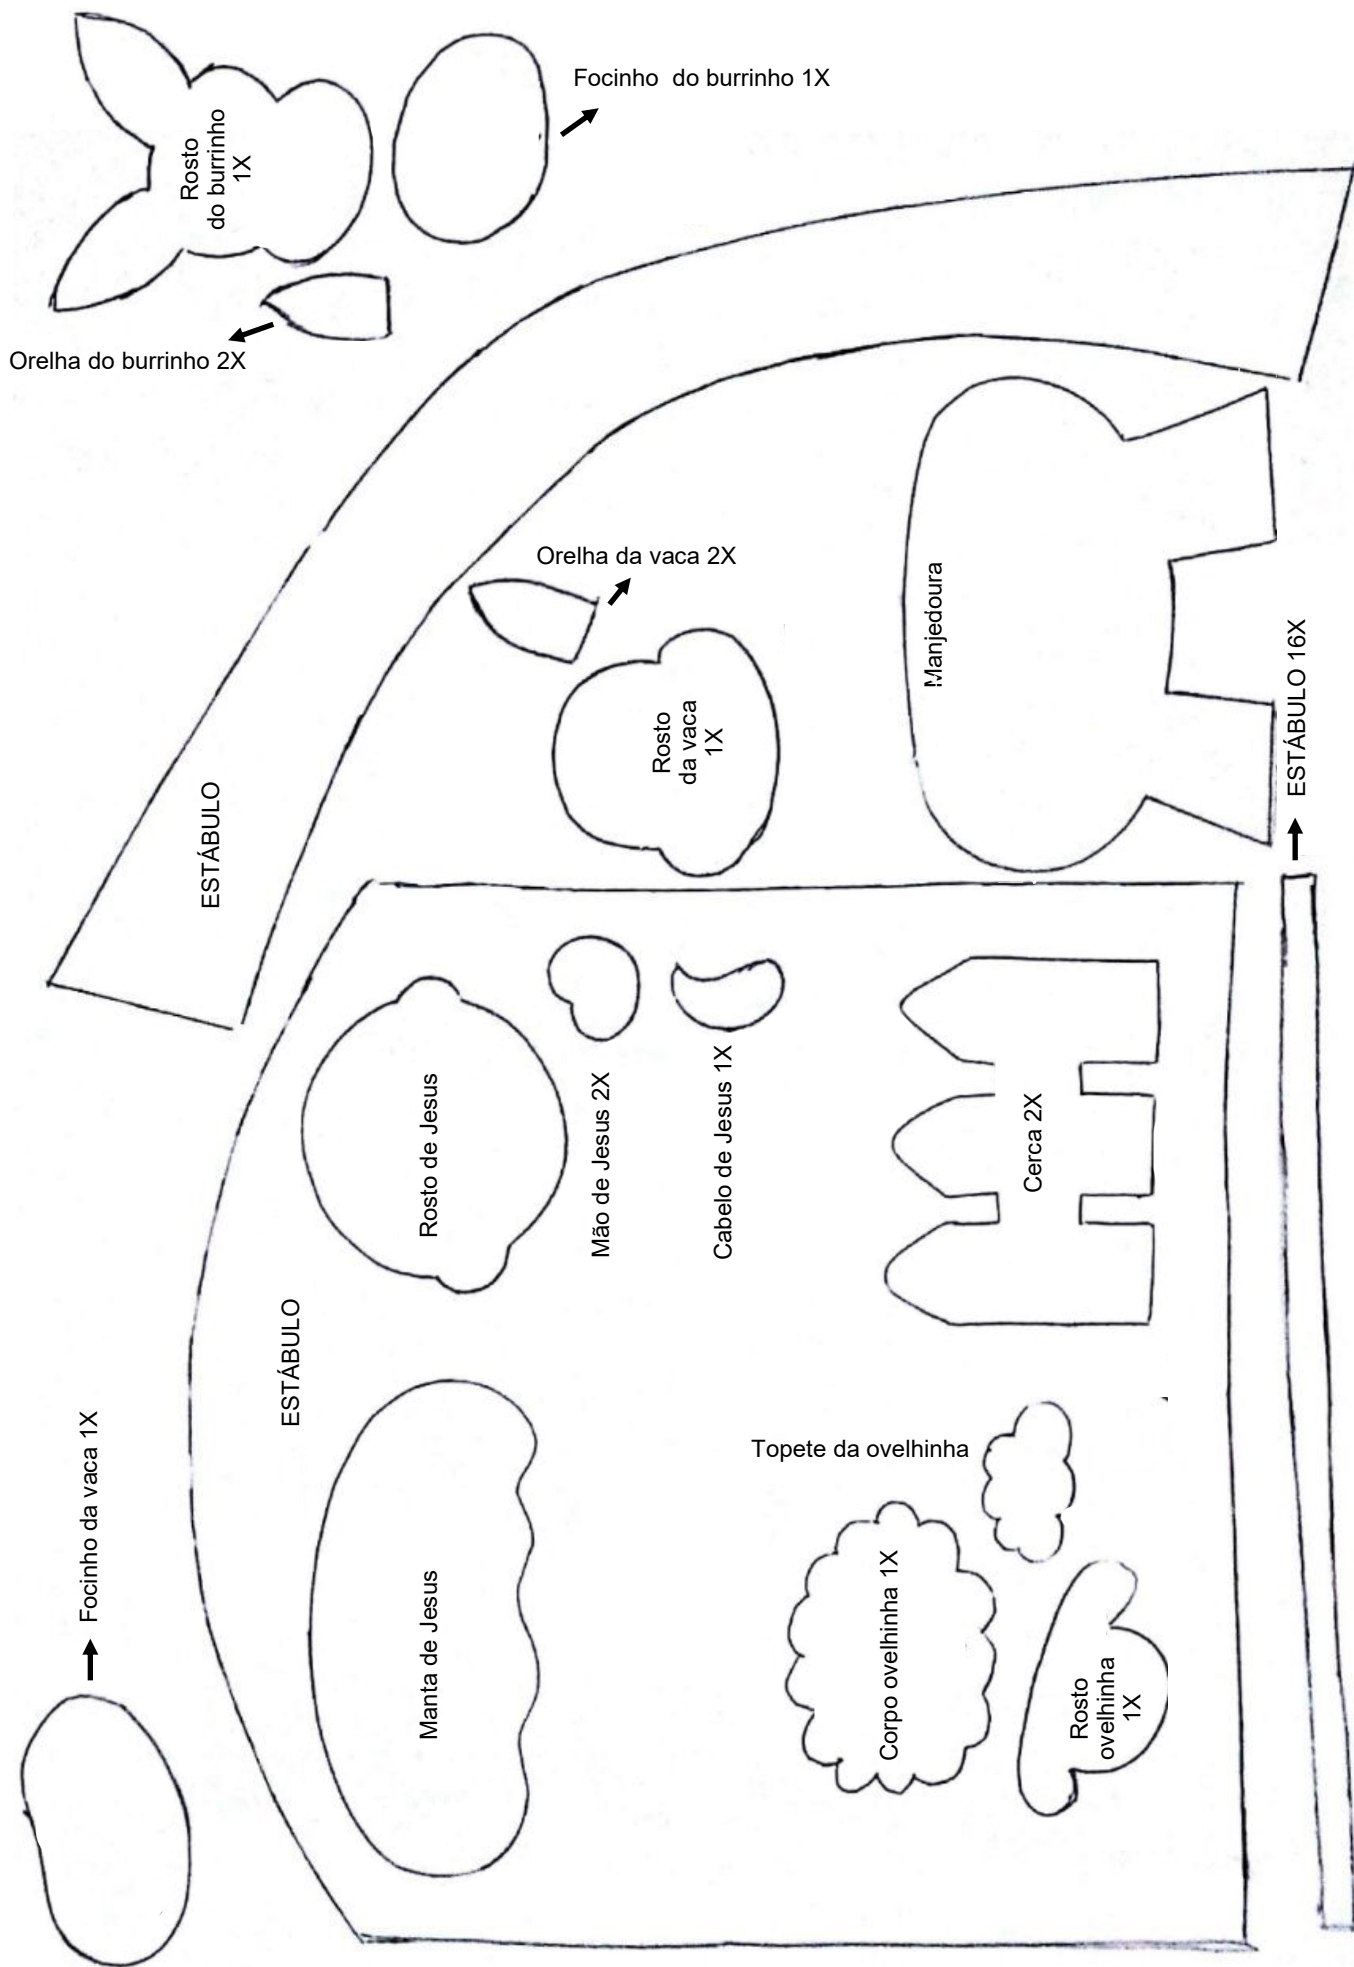 Focinho do burrinho 1X
Rosto
do burrinho
1X
Orelha do burrinho 2X
Orelha da vaca 2X
Manjedoura
ESTÁBULO 16X
Rosto
da vaca
1X
ESTÁBULO
Rosto de Jesus
Mão de Jesus 2X
Cabelo de Jesus 1X
Cerca 2X
ESTÁBULO
Focinho da vaca 1X
Topete da ovelhinha
Manta de Jesus
Corpo ovelhinha 1X
Rosto
ovelhinha
1X